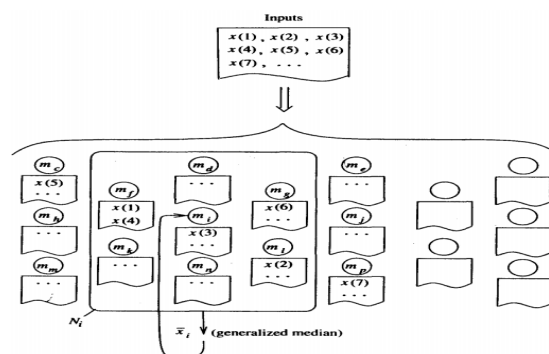 Inputs
x(1), x(2), x(3)
x(4), x(5), x(6)
x(7), ...
m_c
x(5)
...
m_d
...
m_e
...
m_f
x(1)
x(4)
m_g
x(6)
...
m_h
...
m_i
x(3)
...
m_j
...
m_k
...
m_l
x(2)
...
m_m
...
m_n
...
m_p
x(7)
...
N_i
x̄_i (generalized median)